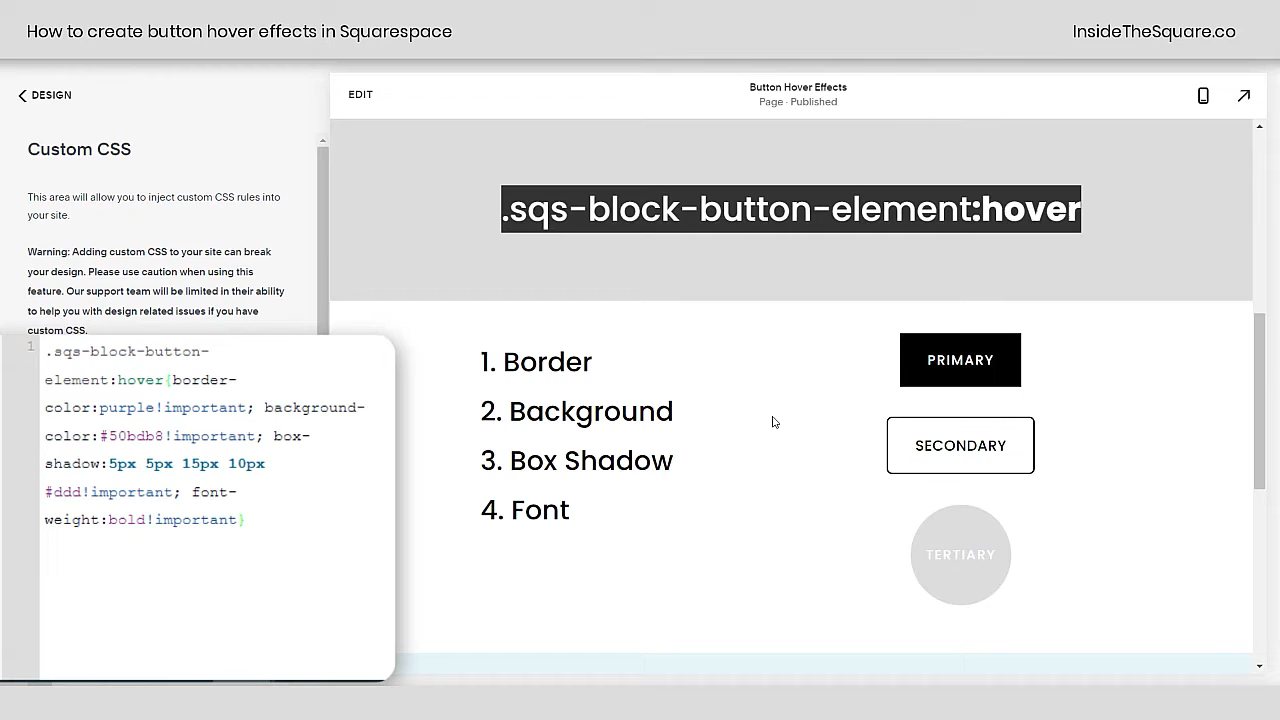 How to create button hover effects in Squarespace
InsideTheSquare.co
DESIGN
EDIT
Button Hover Effects
Page · Published
Custom CSS
This area will allow you to inject custom CSS rules into
your site.
Warning: Adding custom CSS to your site can break
your design. Please use caution when using this
feature. Our support team will be limited in their ability
to help you with design related issues if you have
custom CSS.
1
.sqs-block-button-
element:hover{border-
color:purple!important; background-
color:#50bdb8!important; box-
shadow:5px 5px 15px 10px
#ddd!important; font-
weight:bold!important}
.sqs-block-button-element:hover
1. Border
2. Background
3. Box Shadow
4. Font
PRIMARY
SECONDARY
TERTIARY